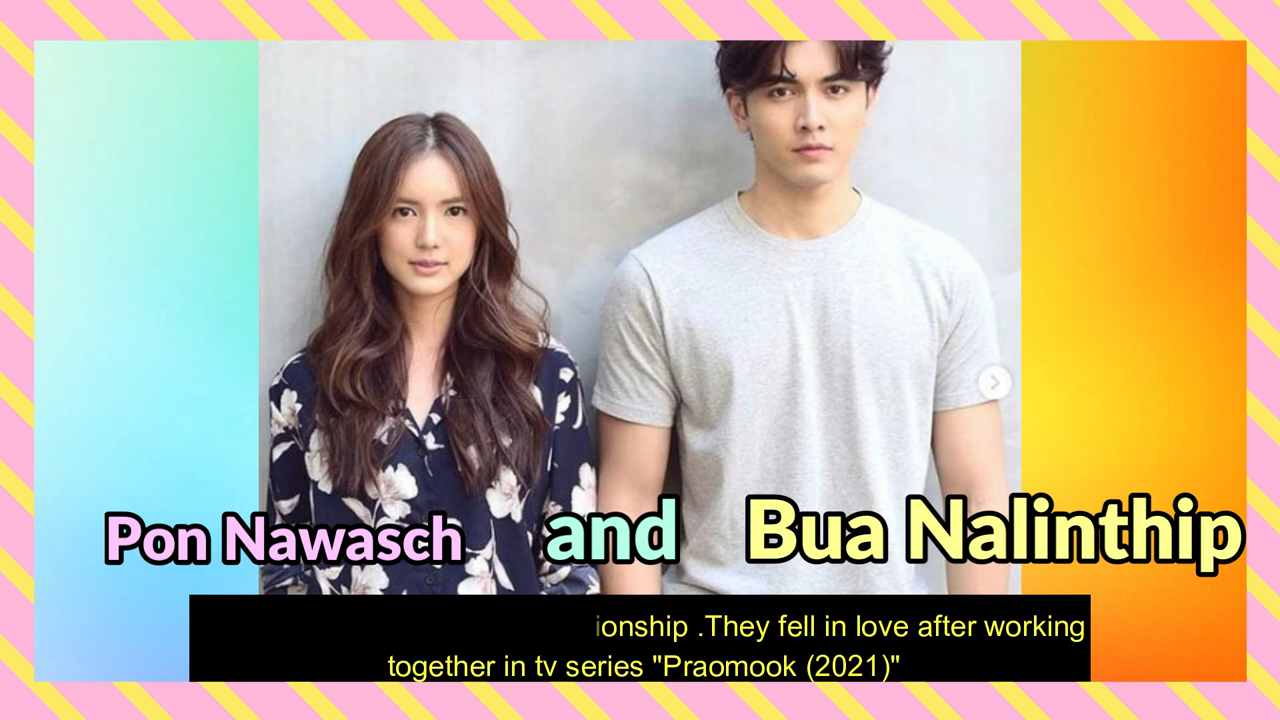 Pon Nawasch and Bua Nalinthip
ionship .They fell in love after working
together in tv series "Praomook (2021)"